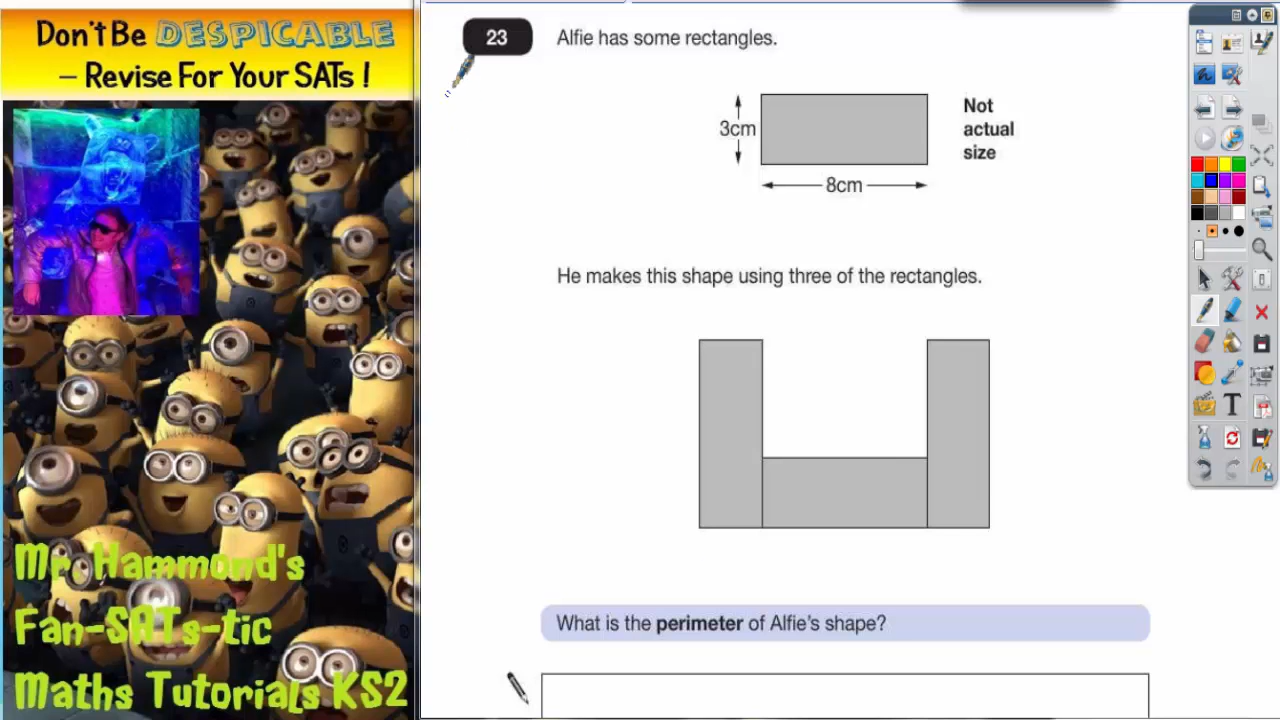 Don't Be DESPICABLE
– Revise For Your SATs !
Mr. Hammond's
Fan-SATs-tic
Maths Tutorials KS2
23
Alfie has some rectangles.
3cm
Not
actual
size
8cm
He makes this shape using three of the rectangles.
What is the perimeter of Alfie's shape?